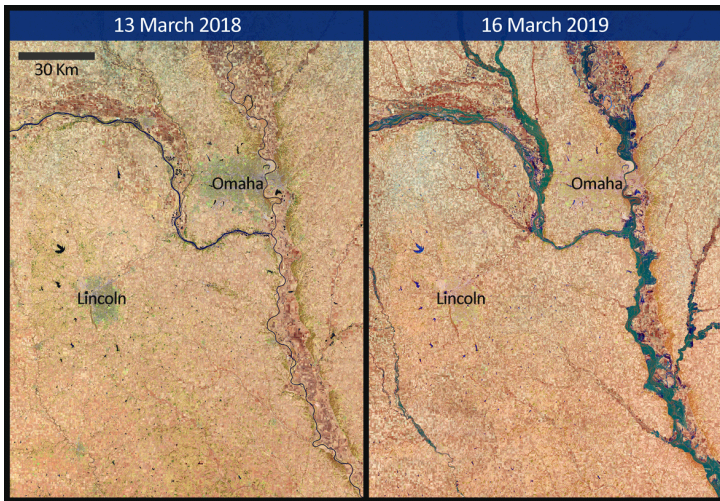 13 March 2018
16 March 2019
30 Km
Omaha
Omaha
Lincoln
Lincoln